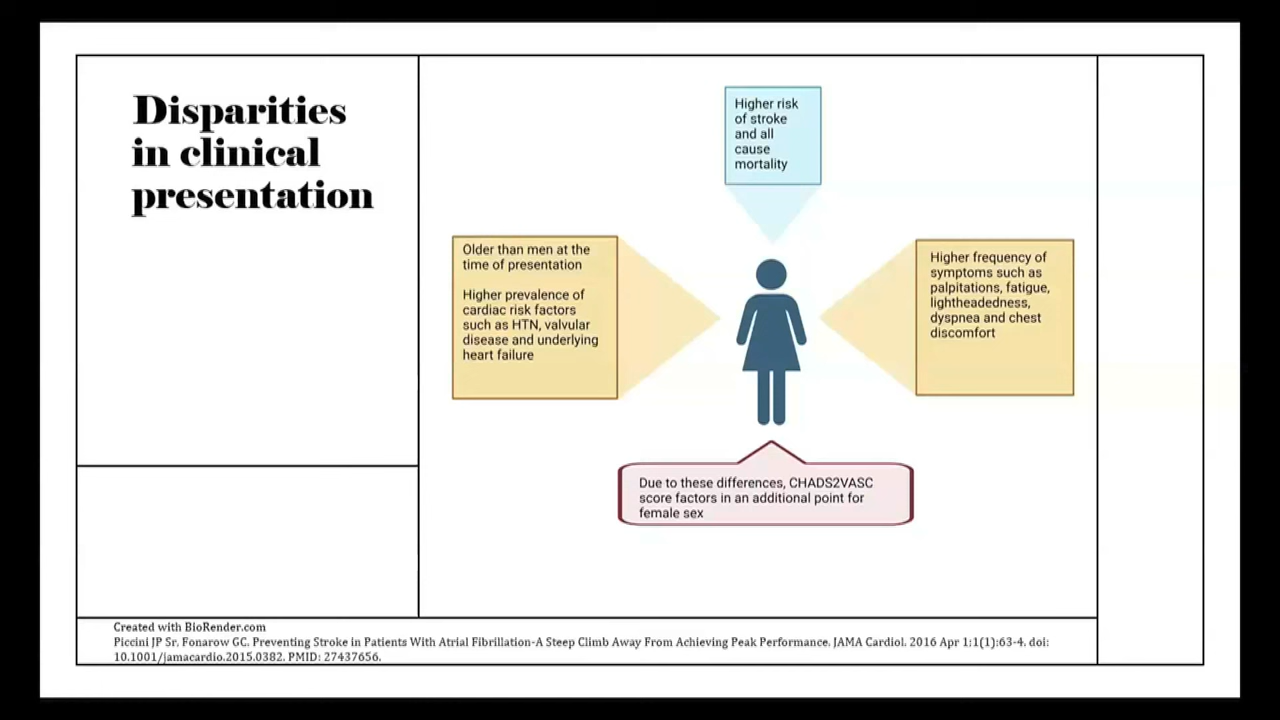 Disparities
in clinical
presentation
Higher risk
of stroke
and all
cause
mortality
Older than men at the
time of presentation
Higher prevalence of
cardiac risk factors
such as HTN, valvular
disease and underlying
heart failure
Higher frequency of
symptoms such as
palpitations, fatigue,
lightheadedness,
dyspnea and chest
discomfort
Due to these differences, CHADS2VASC
score factors in an additional point for
female sex
Created with BioRender.com
Piccini JP Sr, Fonarow GC. Preventing Stroke in Patients With Atrial Fibrillation-A Steep Climb Away From Achieving Peak Performance. JAMA Cardiol. 2016 Apr 1;1(1):63-4. doi:
10.1001/jamacardio.2015.0382. PMID: 27437656.